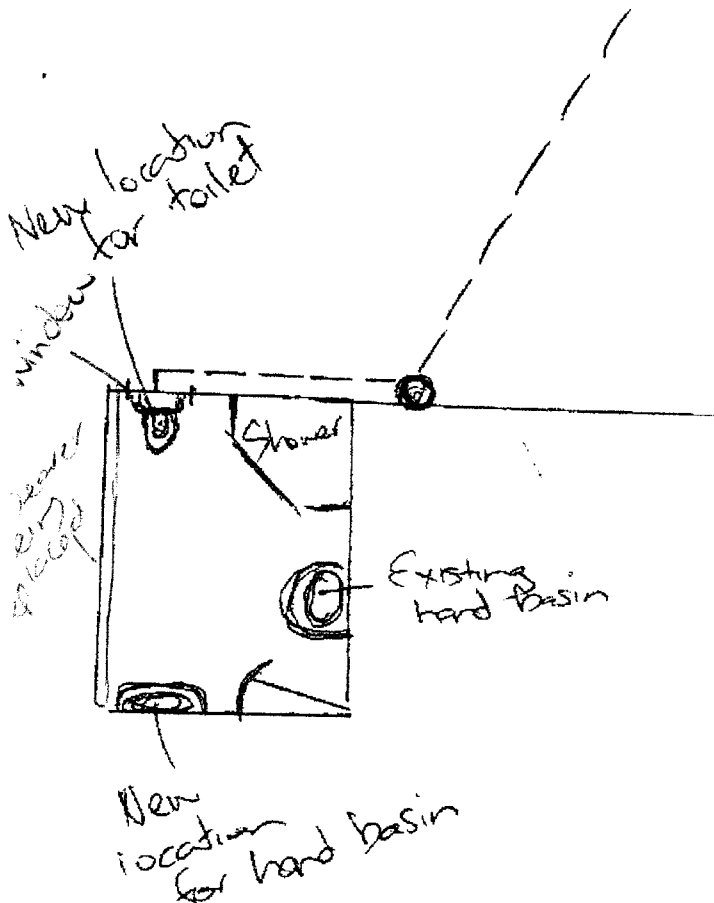 New location
for toilet
window
Shower
Existing
hand basin
New
location
for hand basin